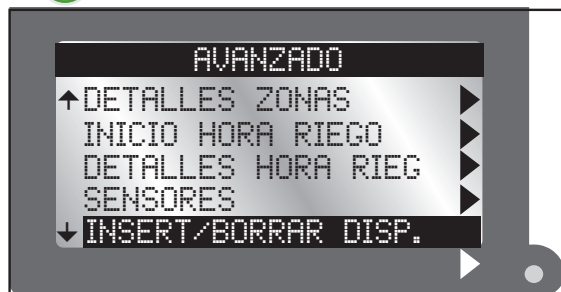 AVANZADO
DETALLES ZONAS
INICIO HORA RIEGO
DETALLES HORA RIEG
SENSORES
INSERT/BORRAR DISP.